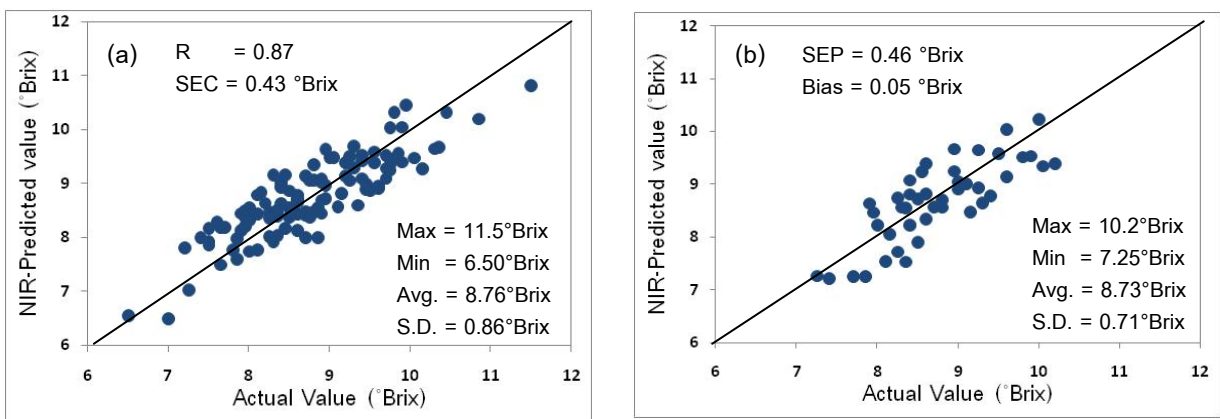 (a)
R = 0.87
SEC = 0.43 °Brix
Max = 11.5°Brix
Min = 6.50°Brix
Avg. = 8.76°Brix
S.D. = 0.86°Brix
NIR-Predicted value (°Brix)
12
11
10
9
8
7
6
6 7 8 9 10 11 12
Actual Value (°Brix)
(b)
SEP = 0.46 °Brix
Bias = 0.05 °Brix
Max = 10.2°Brix
Min = 7.25°Brix
Avg. = 8.73°Brix
S.D. = 0.71°Brix
NIR-Predicted value (°Brix)
12
11
10
9
8
7
6
6 7 8 9 10 11 12
Actual Value (°Brix)